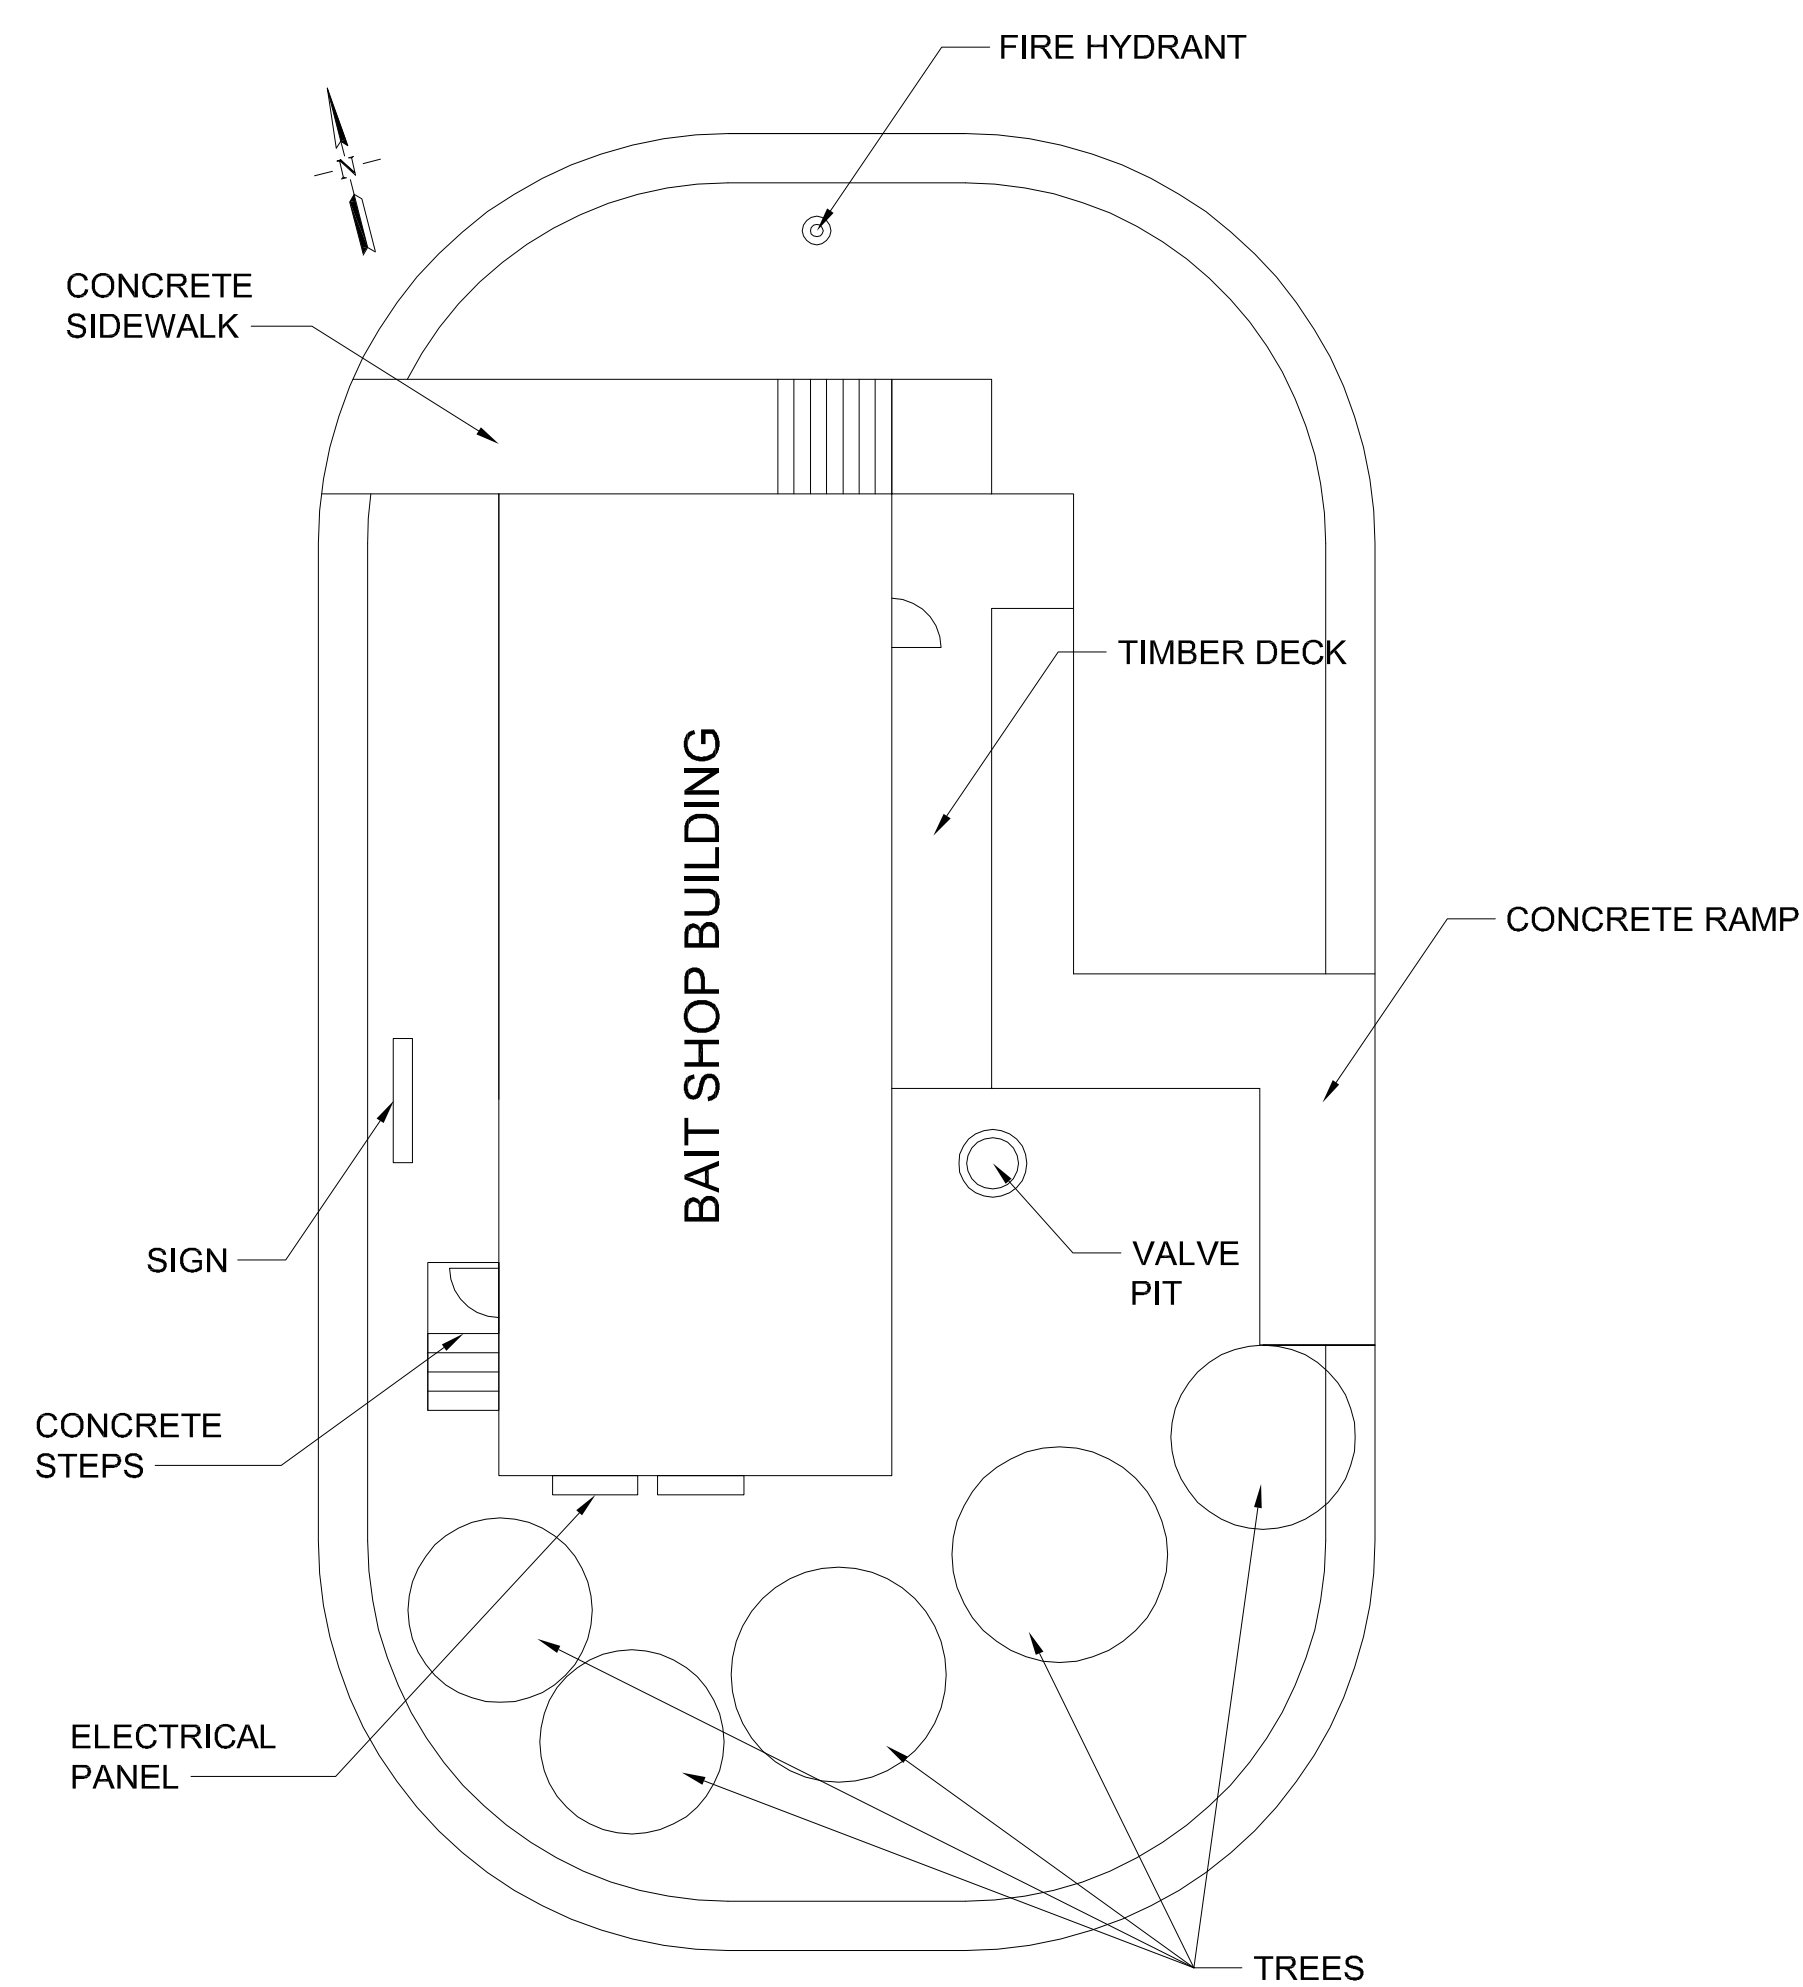 FIRE HYDRANT
N
CONCRETE
SIDEWALK
TIMBER DECK
BAIT SHOP BUILDING
CONCRETE RAMP
SIGN
VALVE
PIT
CONCRETE
STEPS
ELECTRICAL
PANEL
TREES